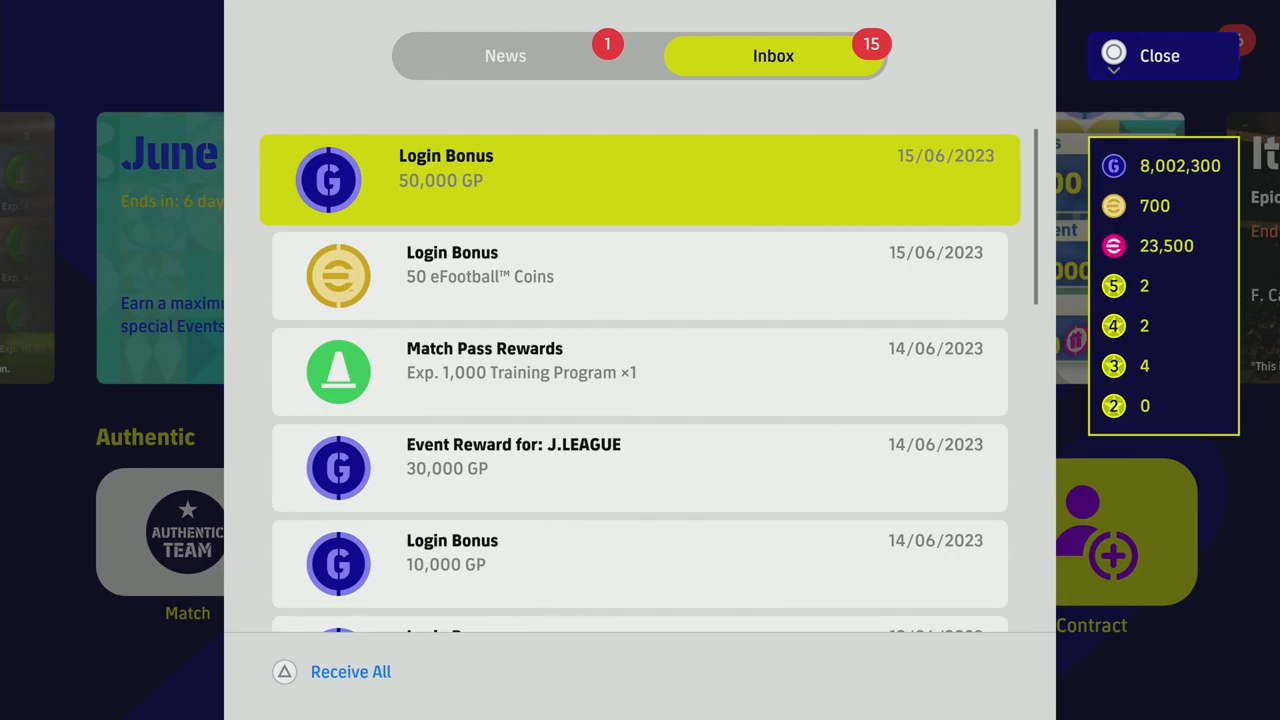 News
1
Inbox
15
Close
June
Ends in: 6 day
Earn a maximu
special Events
Login Bonus
15/06/2023
50,000 GP
Login Bonus
15/06/2023
50 eFootball™ Coins
Match Pass Rewards
14/06/2023
Exp. 1,000 Training Program ×1
Event Reward for: J.LEAGUE
14/06/2023
30,000 GP
Login Bonus
14/06/2023
10,000 GP
Receive All
8,002,300
700
23,500
5 2
4 2
3 4
2 0
Authentic
AUTHENTIC
TEAM
Match
Contract
It
Epic
End
F. Ca
*This i